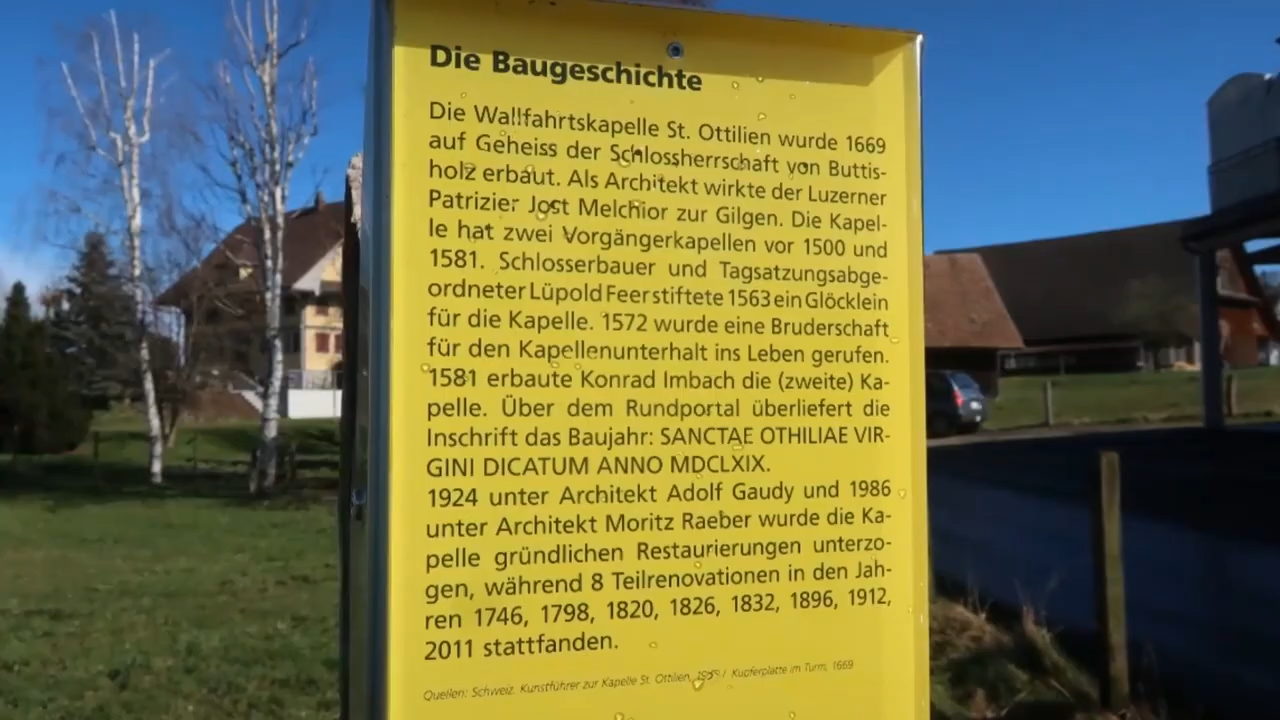 Die Baugeschichte
Die Wallfahrtskapelle St. Ottilien wurde 1669
auf Geheiss der Schlossherrschaft von Buttis-
holz erbaut. Als Architekt wirkte der Luzerner
Patrizier Jost Melchior zur Gilgen. Die Kapel-
le hat zwei Vorgängerkapellen vor 1500 und
1581. Schlosserbauer und Tagsatzungsabge-
ordneter Lüpold Feer stiftete 1563 ein Glöcklein
für die Kapelle. 1572 wurde eine Bruderschaft
für den Kapellenunterhalt ins Leben gerufen.
1581 erbaute Konrad Imbach die (zweite) Ka-
pelle. Über dem Rundportal überliefert die
Inschrift das Baujahr: SANCTAE OTHILIAE VIR-
GINI DICATUM ANNO MDCLXIX.
1924 unter Architekt Adolf Gaudy und 1986
unter Architekt Moritz Raeber wurde die Ka-
pelle gründlichen Restaurierungen unterzo-
gen, während 8 Teilrenovationen in den Jah-
ren 1746, 1798, 1820, 1826, 1832, 1896, 1912,
2011 stattfanden.
Quellen: Schweiz. Kunstführer zur Kapelle St. Ottilien, / Kupferplatte im Turm, 1669